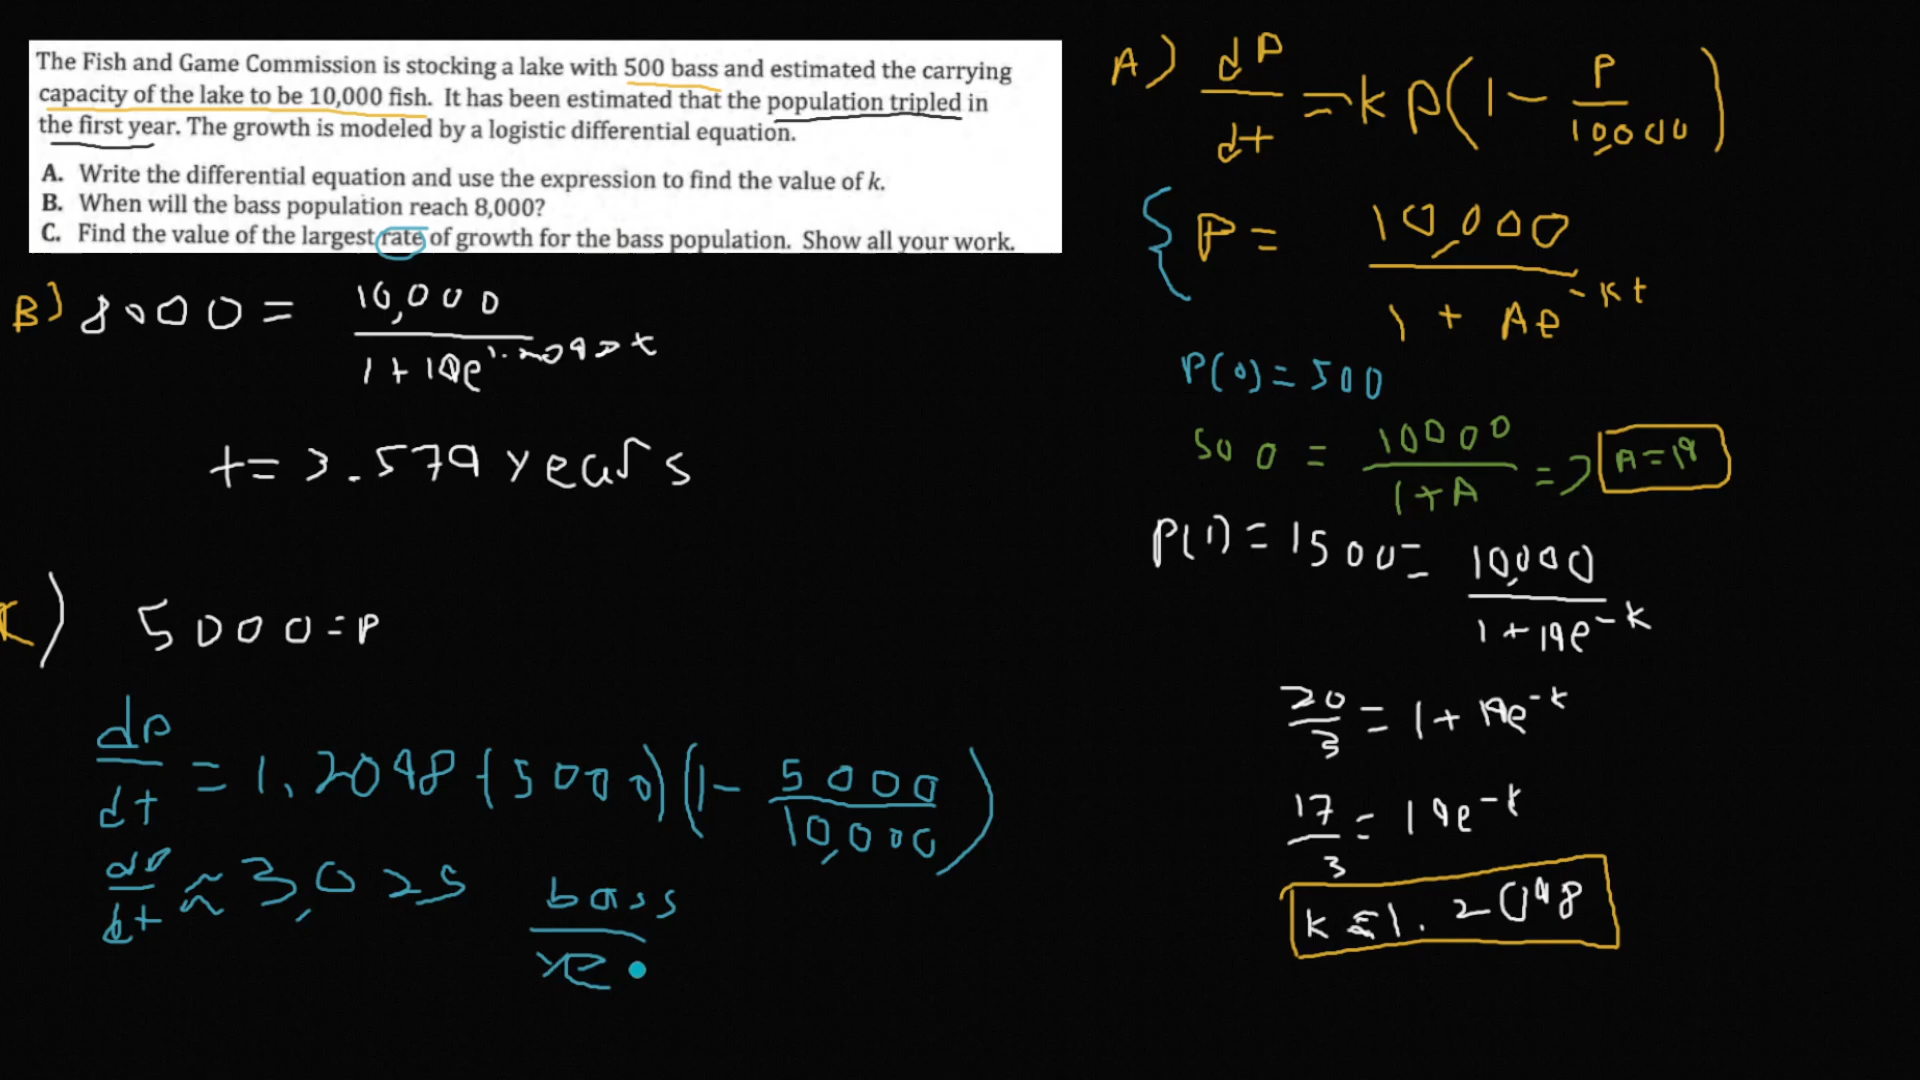 The Fish and Game Commission is stocking a lake with 500 bass and estimated the carrying
capacity of the lake to be 10,000 fish. It has been estimated that the population tripled in
the first year. The growth is modeled by a logistic differential equation.
A. Write the differential equation and use the expression to find the value of k.
B. When will the bass population reach 8,000?
C. Find the value of the largest rate of growth for the bass population. Show all your work.
A) dP/dt = kP(1 - P/10000)
P = 10,000/(1 + Ae^-kt)
P(0) = 500
500 = 10000/(1+A) => A = 19
P(1) = 1500 = 10,000/(1 + 19e^-k)
20/3 = 1 + 19e^-k
17/3 = 19e^-k
k ≈ 1.2098
B) 8000 = 10,000/(1 + 19e^ t)
t = 3.579 years
) 5000 = P
dP/dt = 1.2098 (5000)(1 - 5000/10,000)
dP/dt ≈ 3,025 bass/ye